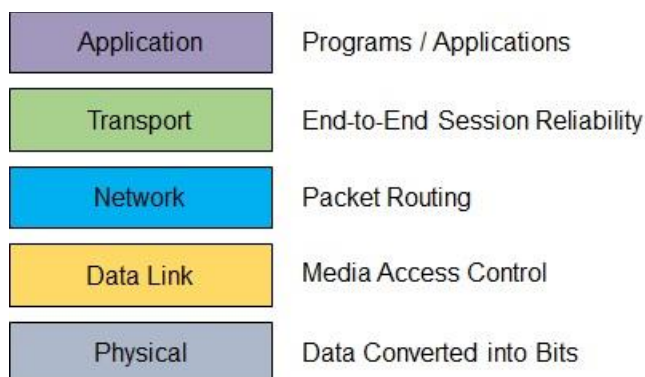 Application Programs / Applications
Transport End-to-End Session Reliability
Network Packet Routing
Data Link Media Access Control
Physical Data Converted into Bits